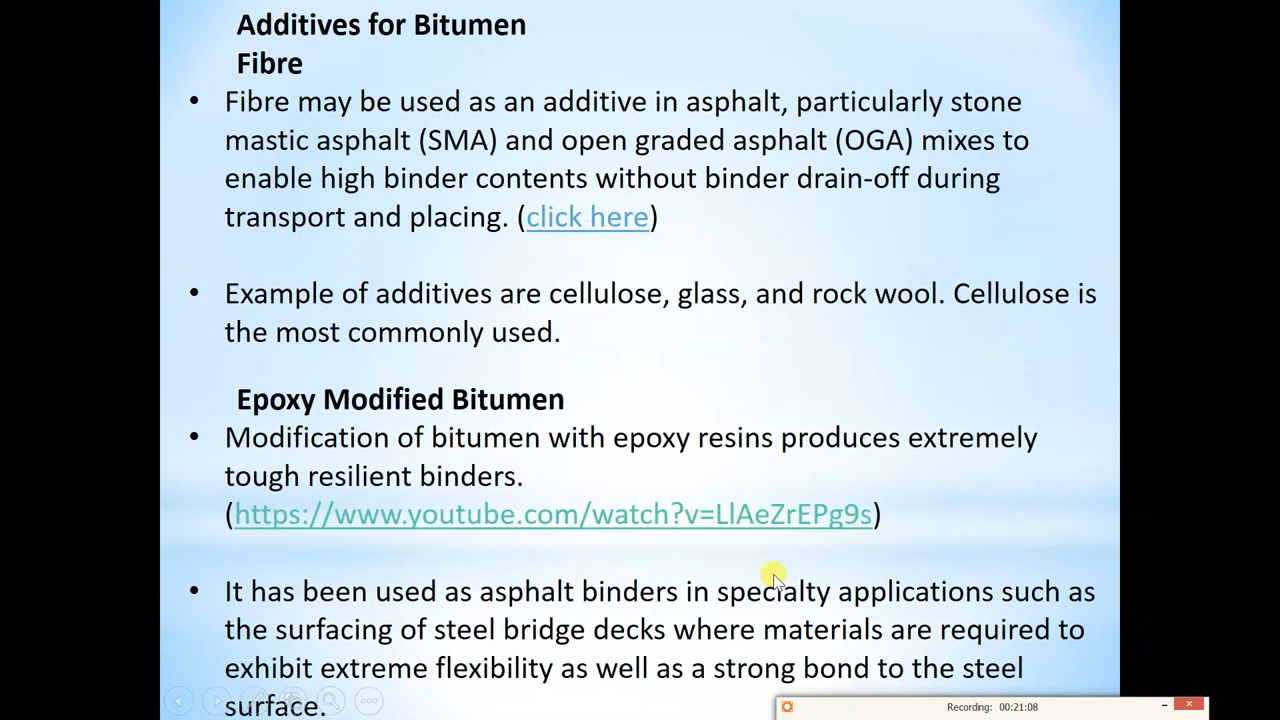 Additives for Bitumen
Fibre
• Fibre may be used as an additive in asphalt, particularly stone
mastic asphalt (SMA) and open graded asphalt (OGA) mixes to
enable high binder contents without binder drain-off during
transport and placing. (click here)
• Example of additives are cellulose, glass, and rock wool. Cellulose is
the most commonly used.
Epoxy Modified Bitumen
• Modification of bitumen with epoxy resins produces extremely
tough resilient binders.
(https://www.youtube.com/watch?v=LlAeZrEPg9s)
• It has been used as asphalt binders in specialty applications such as
the surfacing of steel bridge decks where materials are required to
exhibit extreme flexibility as well as a strong bond to the steel
surface.
Recording: 00:21:08